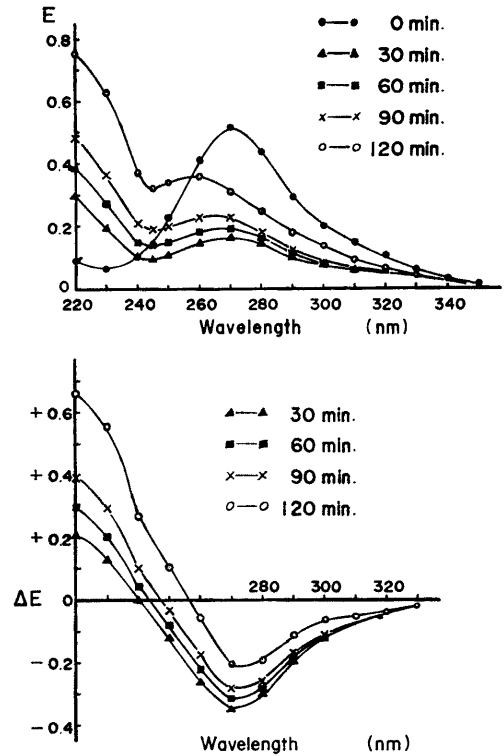 E
0.8
0.6
0.4
0.2
0
220 240 260 280 300 320 340
Wavelength (nm)
0 min.
30 min.
60 min.
90 min.
120 min.
+ 0.6
+ 0.4
+ 0.2
ΔE 0
− 0.2
− 0.4
280 300 320
30 min.
60 min.
90 min.
120 min.
Wavelength (nm)